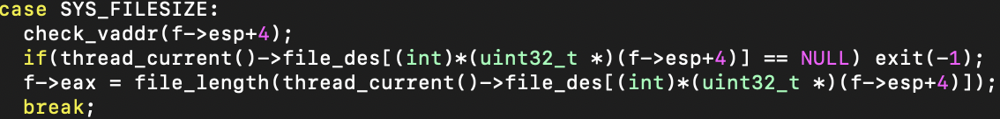 case SYS_FILESIZE:
check_vaddr(f->esp+4);
if(thread_current()->file_des[(int)*(uint32_t *)(f->esp+4)] == NULL) exit(-1);
f->eax = file_length(thread_current()->file_des[(int)*(uint32_t *)(f->esp+4)]);
break;